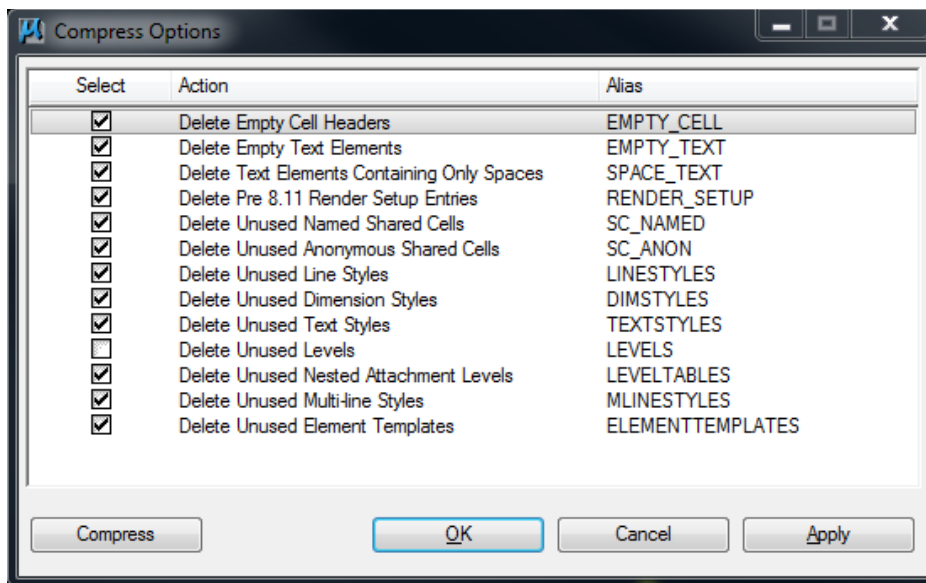 Compress Options
Select Action Alias
Delete Empty Cell Headers EMPTY_CELL
Delete Empty Text Elements EMPTY_TEXT
Delete Text Elements Containing Only Spaces SPACE_TEXT
Delete Pre 8.11 Render Setup Entries RENDER_SETUP
Delete Unused Named Shared Cells SC_NAMED
Delete Unused Anonymous Shared Cells SC_ANON
Delete Unused Line Styles LINESTYLES
Delete Unused Dimension Styles DIMSTYLES
Delete Unused Text Styles TEXTSTYLES
Delete Unused Levels LEVELS
Delete Unused Nested Attachment Levels LEVELTABLES
Delete Unused Multi-line Styles MLINESTYLES
Delete Unused Element Templates ELEMENTTEMPLATES
Compress OK Cancel Apply